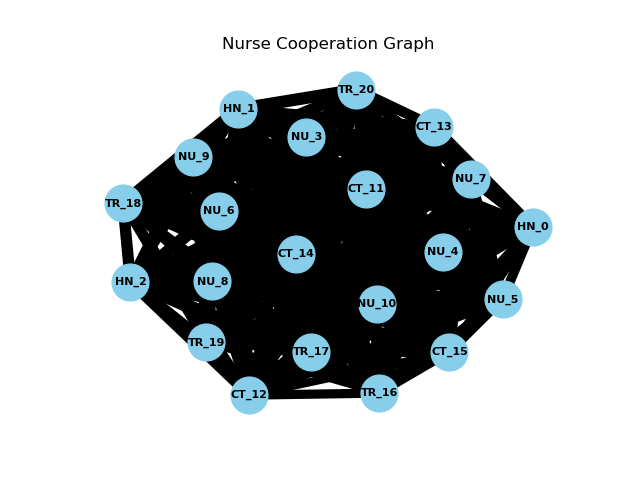 Nurse Cooperation Graph
TR_20
HN_1
CT_13
NU_3
NU_9
NU_7
CT_11
TR_18
NU_6
HN_0
NU_4
CT_14
HN_2
NU_8
NU_5
NU_10
TR_19
TR_17
CT_15
TR_16
CT_12